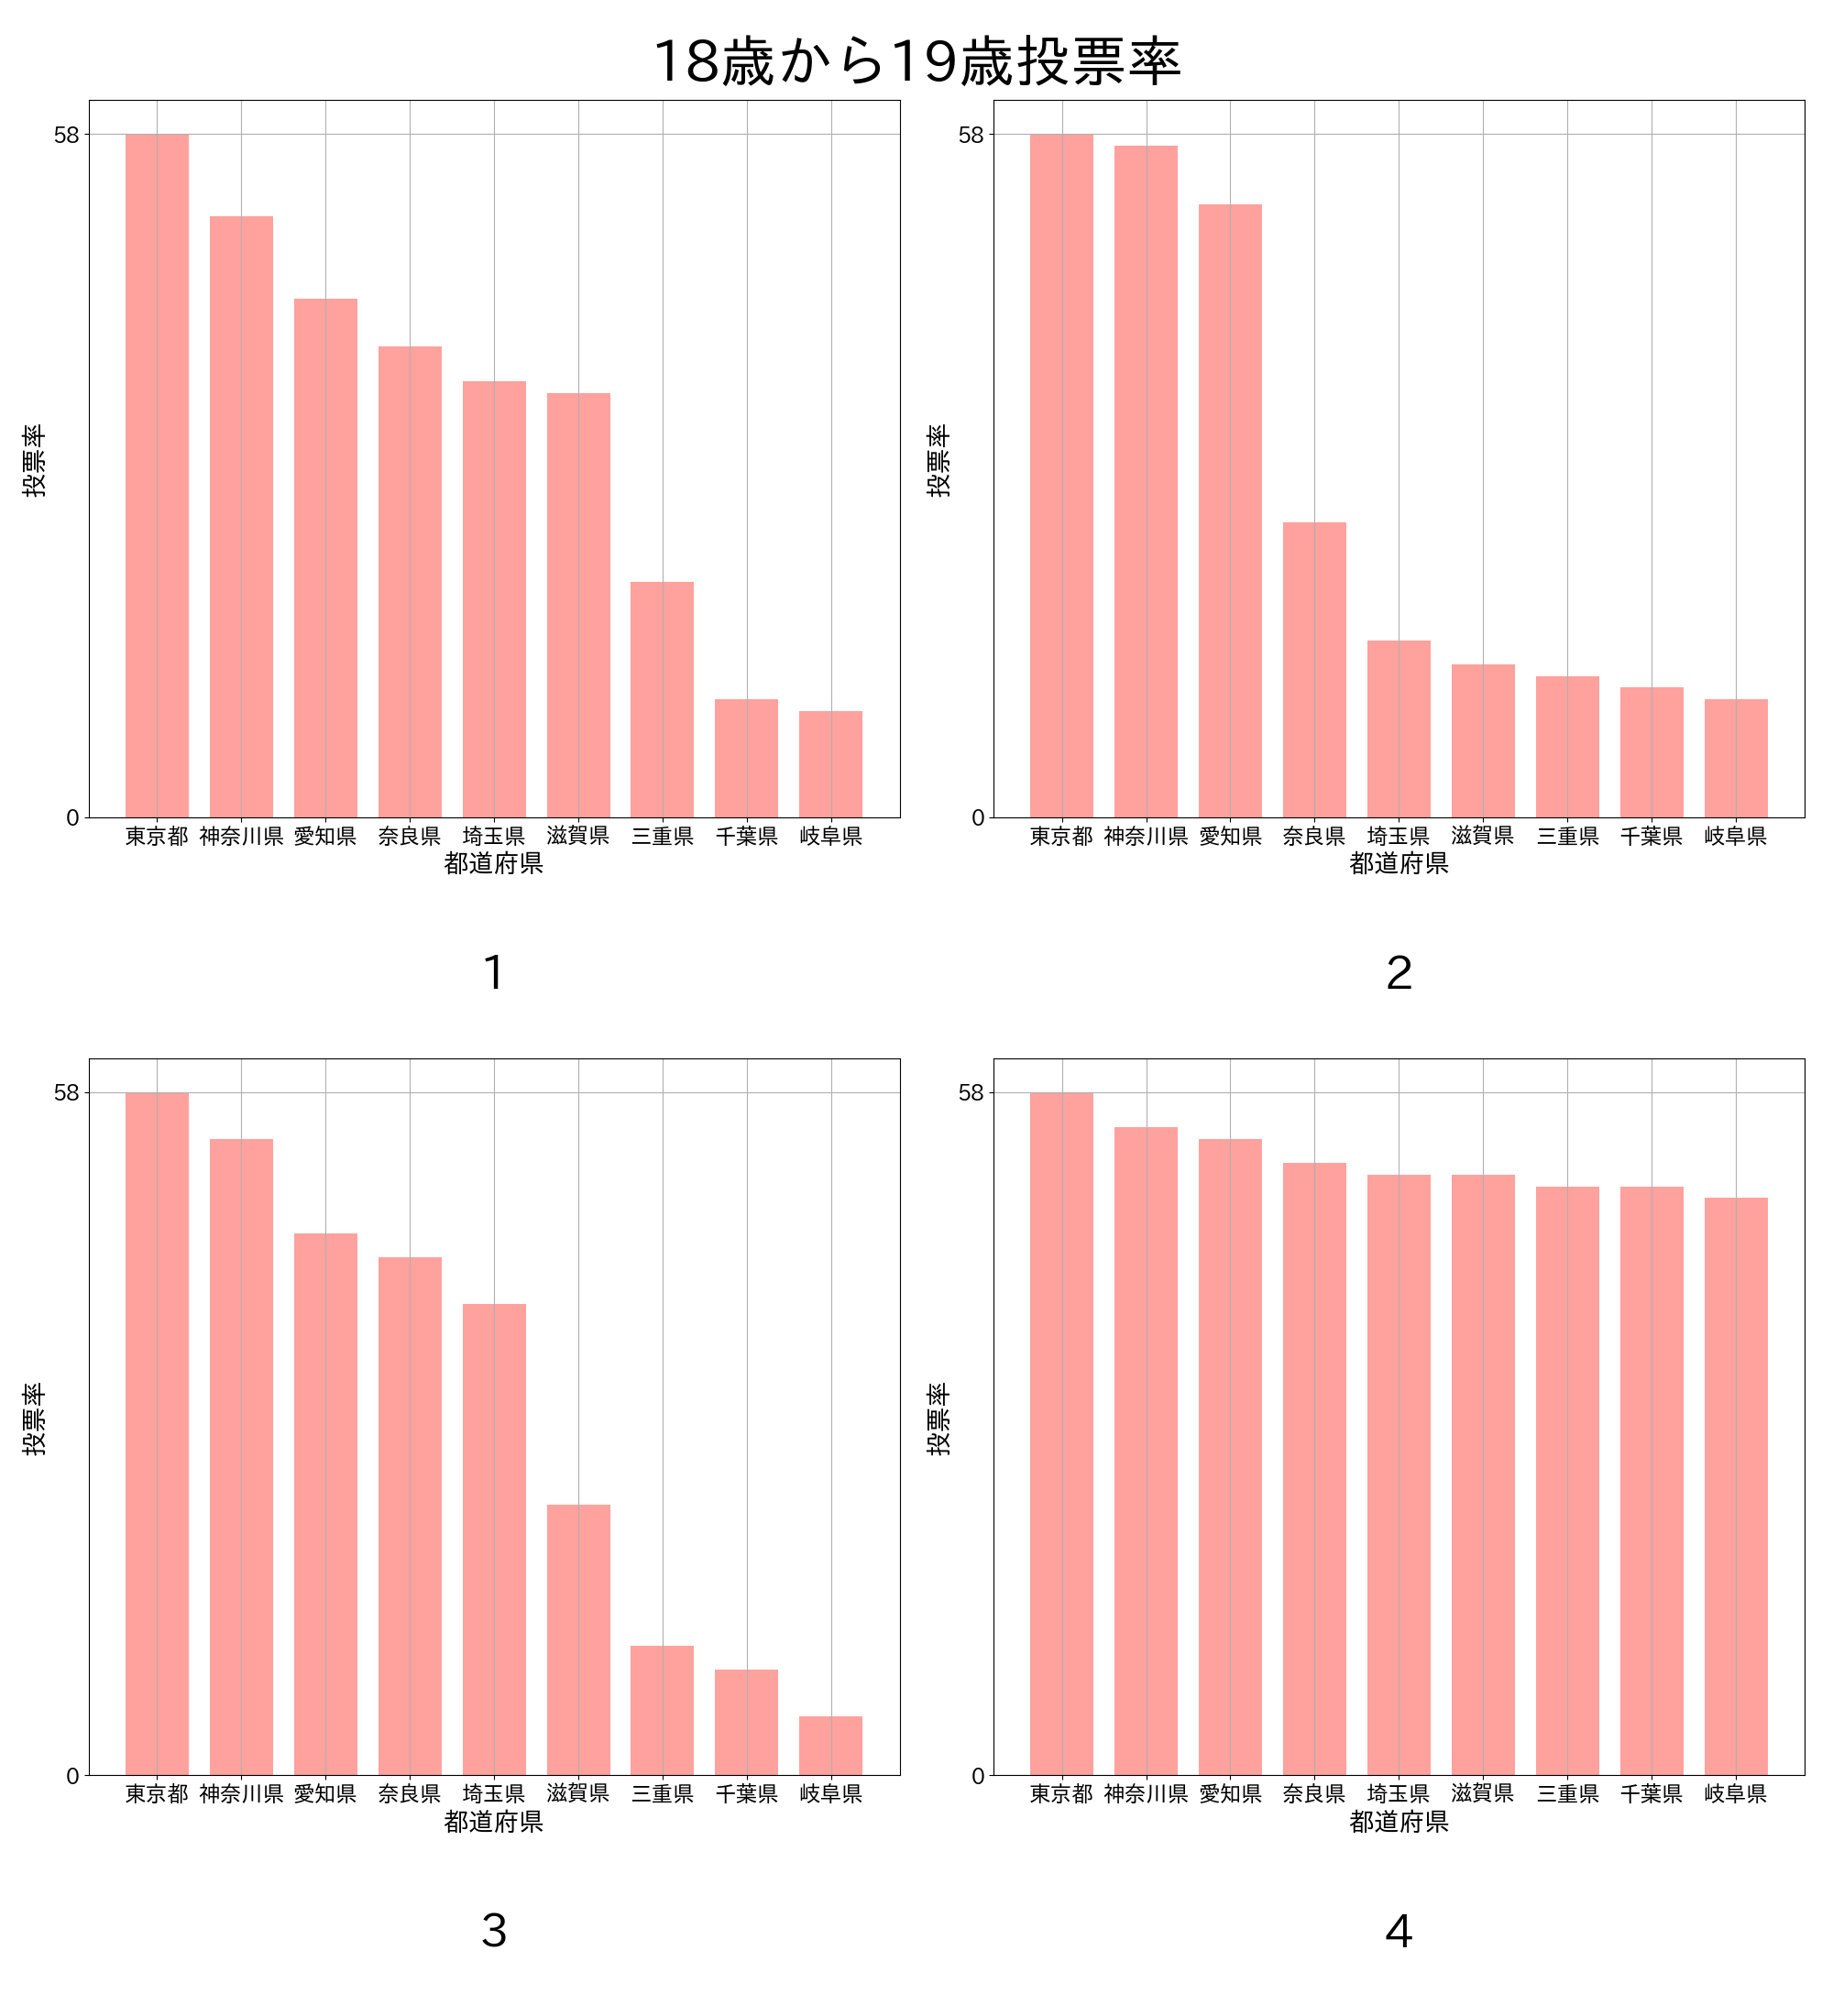 18歳から19歳投票率
58
0
投票率
東京都 神奈川県 愛知県 奈良県 埼玉県 滋賀県 三重県 千葉県 岐阜県
都道府県
1
58
0
投票率
東京都 神奈川県 愛知県 奈良県 埼玉県 滋賀県 三重県 千葉県 岐阜県
都道府県
2
58
0
投票率
東京都 神奈川県 愛知県 奈良県 埼玉県 滋賀県 三重県 千葉県 岐阜県
都道府県
3
58
0
投票率
東京都 神奈川県 愛知県 奈良県 埼玉県 滋賀県 三重県 千葉県 岐阜県
都道府県
4